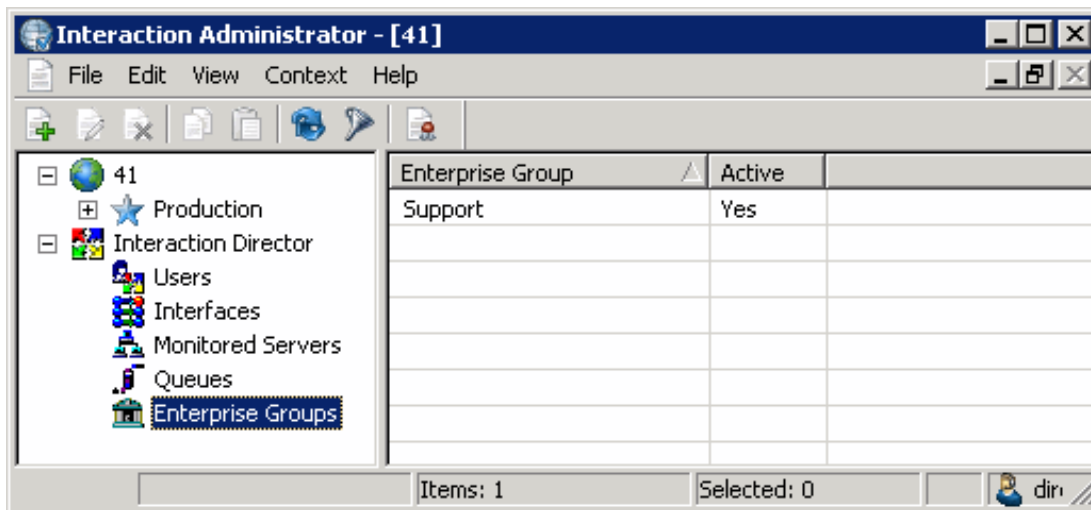 Interaction Administrator - [41]
File Edit View Context Help
41
Production
Interaction Director
Users
Interfaces
Monitored Servers
Queues
Enterprise Groups
Enterprise Group Active
Support Yes
Items: 1 Selected: 0